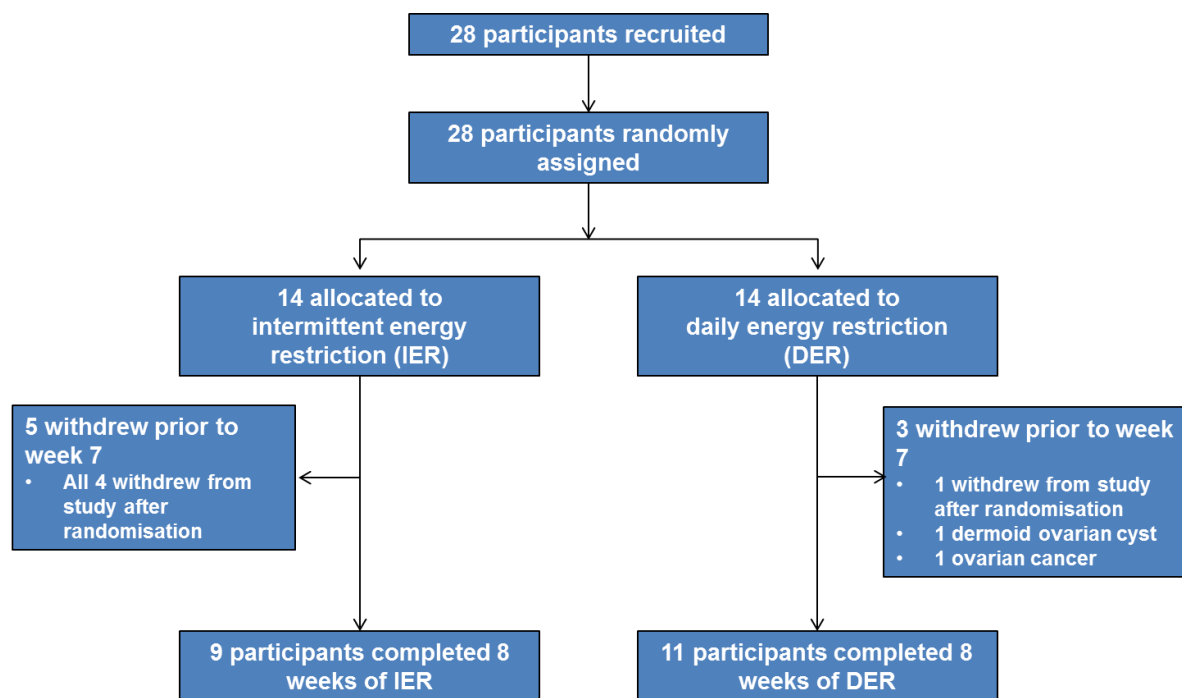 28 participants recruited
28 participants randomly
assigned
14 allocated to
intermittent energy
restriction (IER)
14 allocated to
daily energy restriction
(DER)
5 withdrew prior to
week 7
• All 4 withdrew from
study after
randomisation
3 withdrew prior to week
7
• 1 withdrew from study
after randomisation
• 1 dermoid ovarian cyst
• 1 ovarian cancer
9 participants completed 8
weeks of IER
11 participants completed 8
weeks of DER